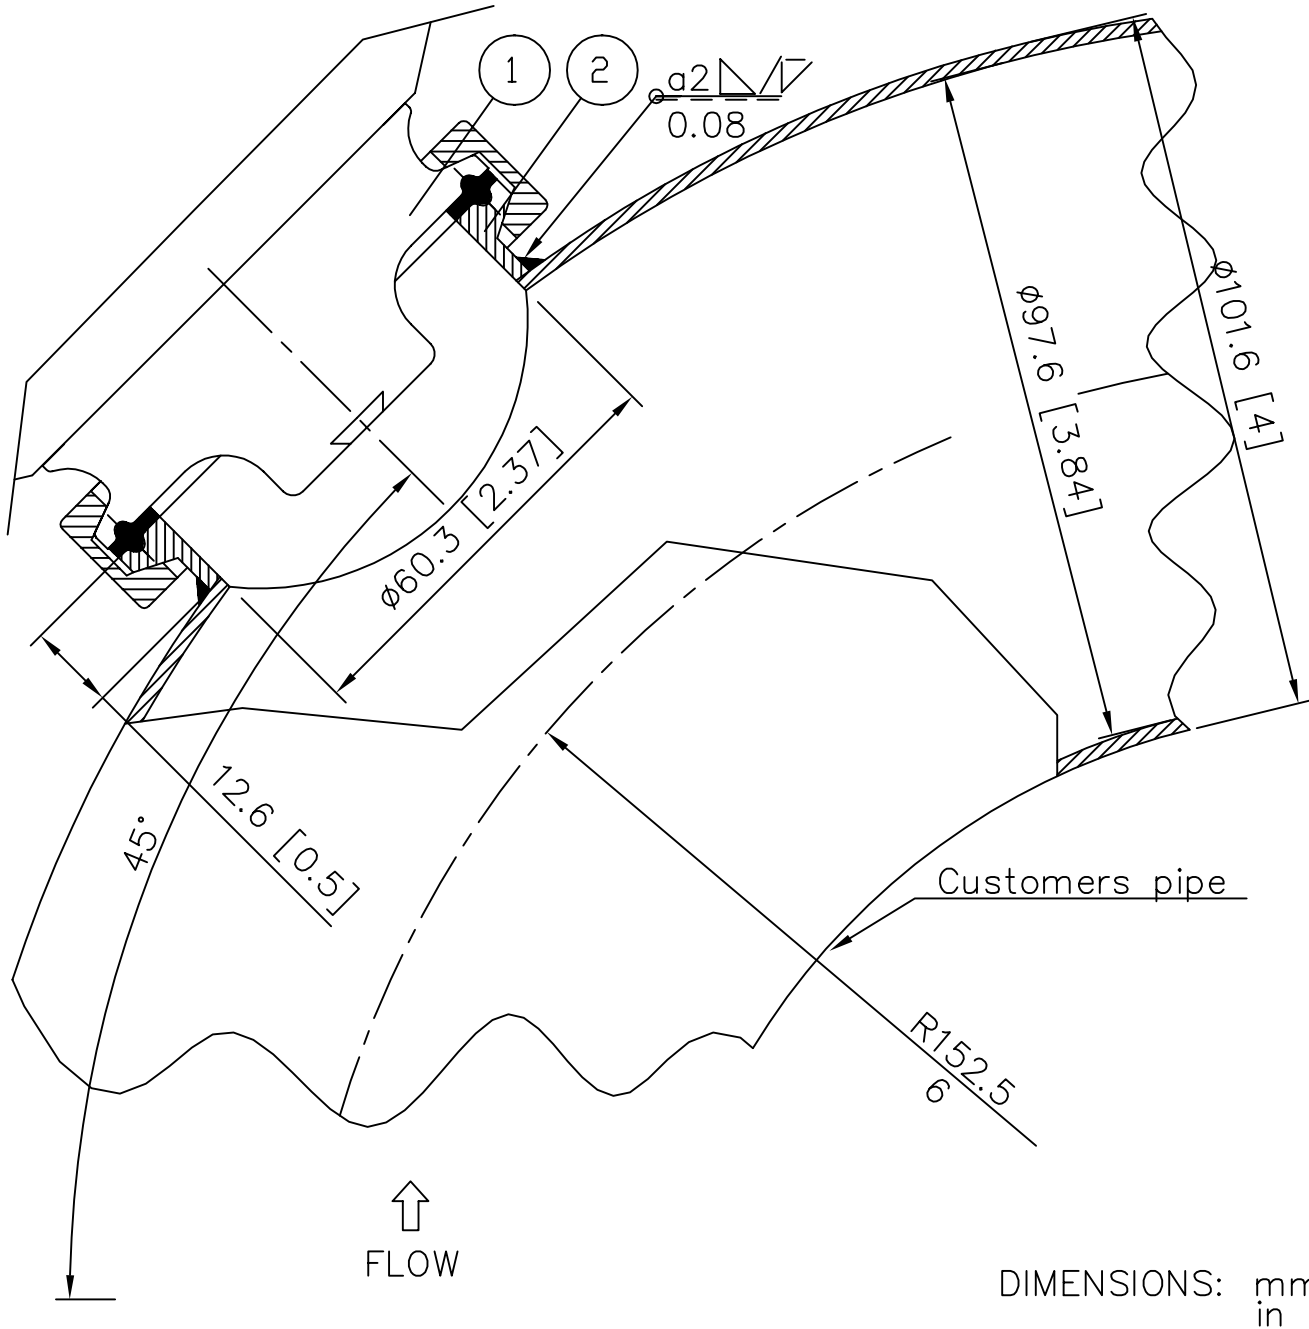 1
2
a2
0.08
ø97.6 [3.84]
ø101.6 [4]
ø60.3 [2.37]
12.6 [0.5]
45°
Customers pipe
R152.5
6
FLOW
DIMENSIONS: mm
in